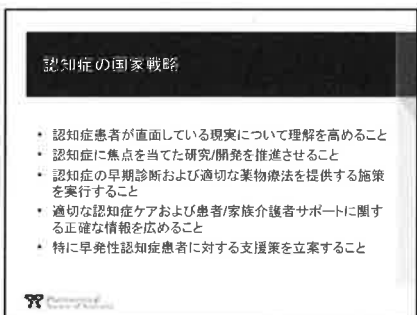 認知症の国家戦略
• 認知症患者が直面している現実について理解を高めること
• 認知症に焦点を当てた研究/開発を推進させること
• 認知症の早期診断および適切な薬物療法を提供する施策
を実行すること
• 適切な認知症ケアおよび患者/家族介護者サポートに関す
る正確な情報を広めること
• 特に早発性認知症患者に対する支援策を立案すること